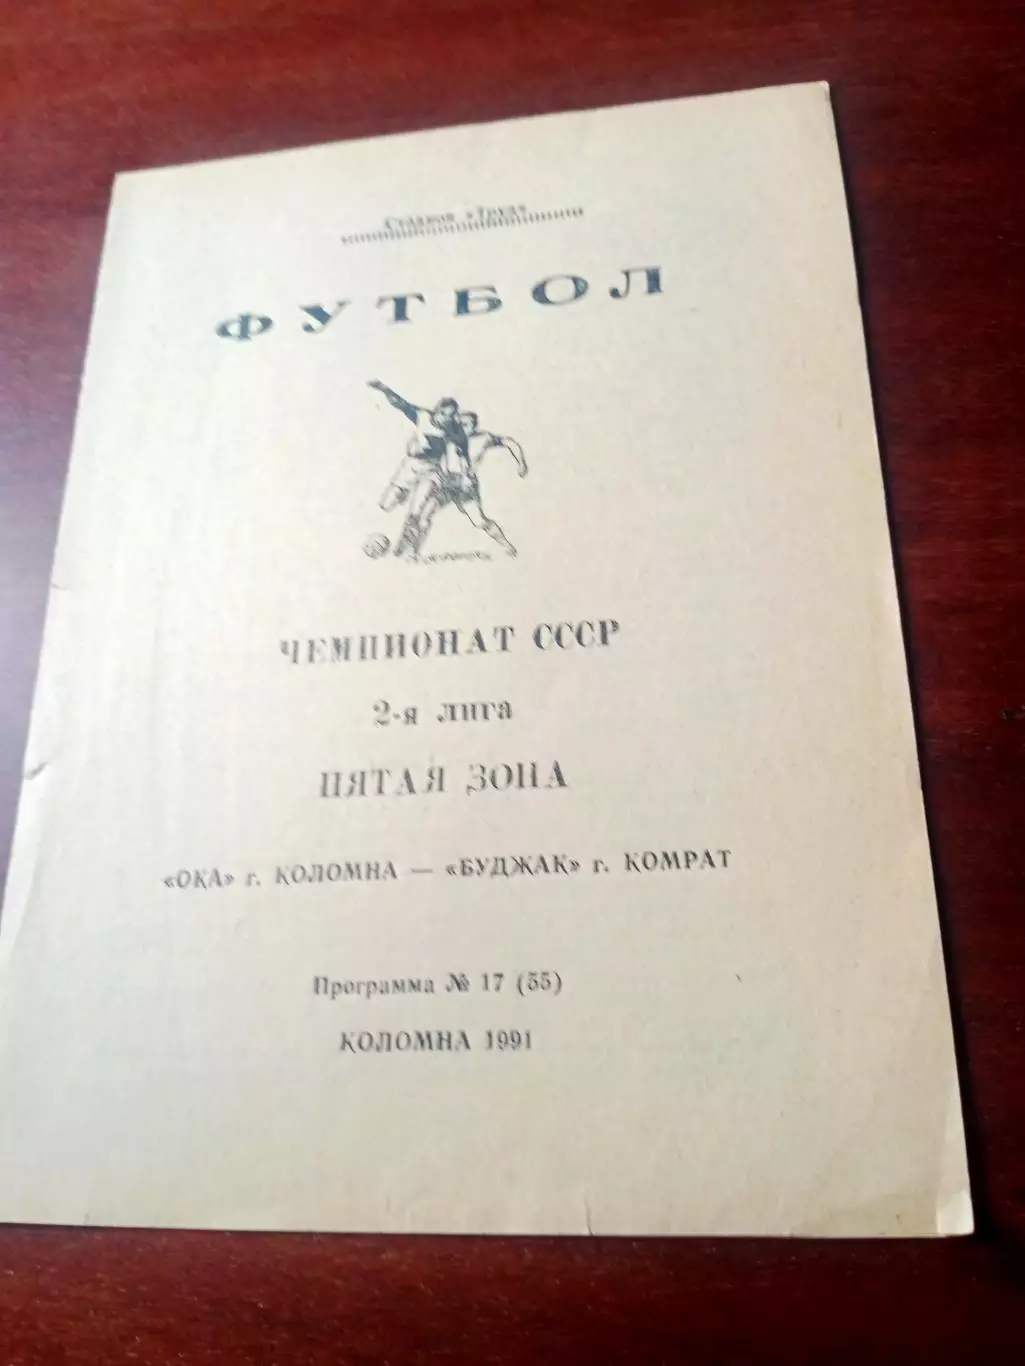 Стадион «Труд»
ФУТБОЛ
ЧЕМПИОНАТ СССР
2-я лига
ПЯТАЯ ЗОНА
«ОКА» г. КОЛОМНА — «БУДЖАК» г. КОМРАТ
Программа № 17 (55)
КОЛОМНА 1991